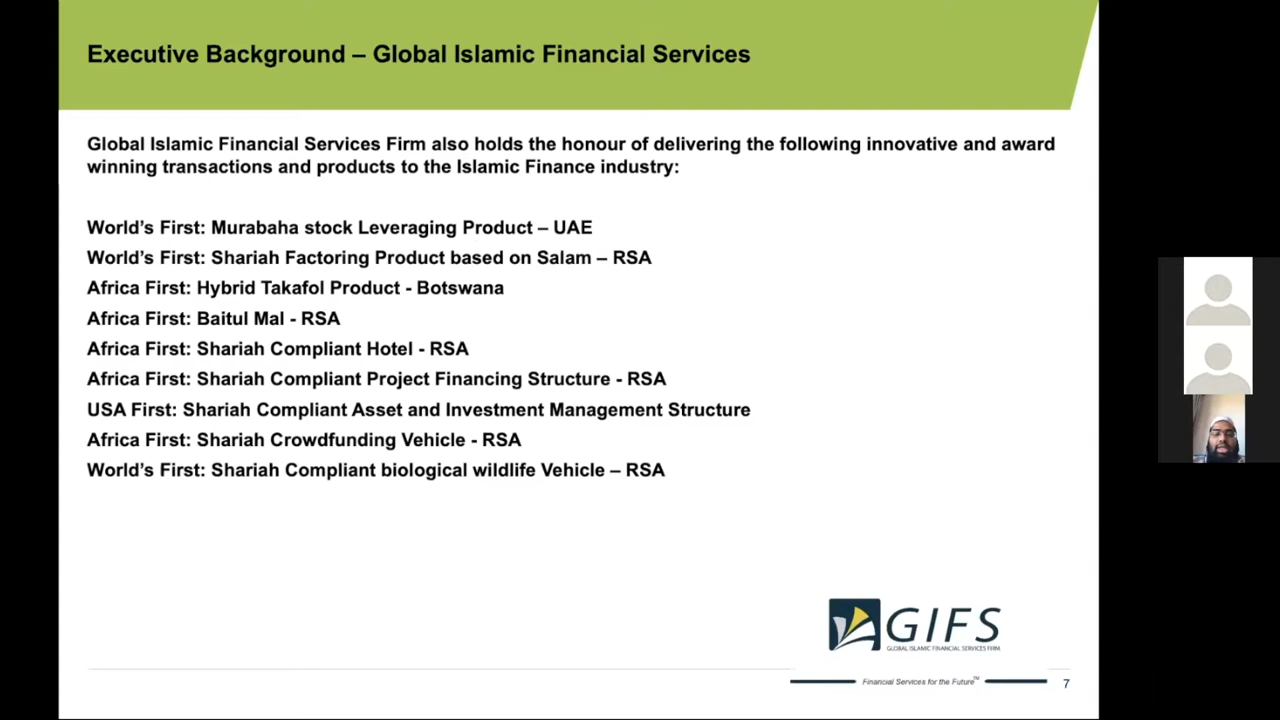 Executive Background – Global Islamic Financial Services
Global Islamic Financial Services Firm also holds the honour of delivering the following innovative and award
winning transactions and products to the Islamic Finance industry:
World's First: Murabaha stock Leveraging Product – UAE
World's First: Shariah Factoring Product based on Salam – RSA
Africa First: Hybrid Takafol Product - Botswana
Africa First: Baitul Mal - RSA
Africa First: Shariah Compliant Hotel - RSA
Africa First: Shariah Compliant Project Financing Structure - RSA
USA First: Shariah Compliant Asset and Investment Management Structure
Africa First: Shariah Crowdfunding Vehicle - RSA
World's First: Shariah Compliant biological wildlife Vehicle – RSA
GIFS
GLOBAL ISLAMIC FINANCIAL SERVICES FIRM
Financial Services for the Future™
7